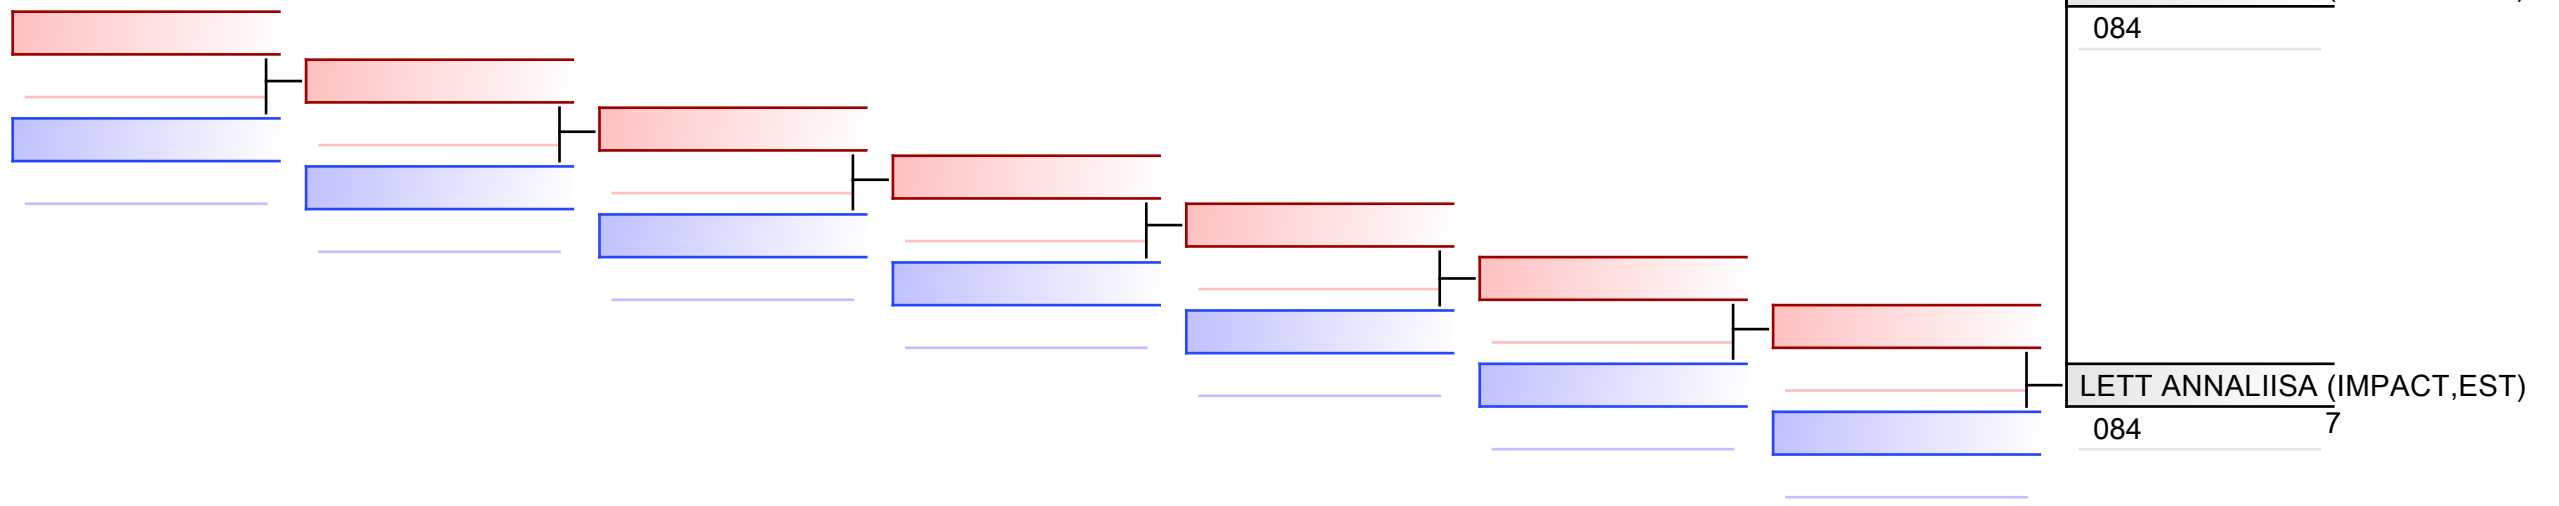 084
LETT ANNALIISA (IMPACT,EST)
084 7